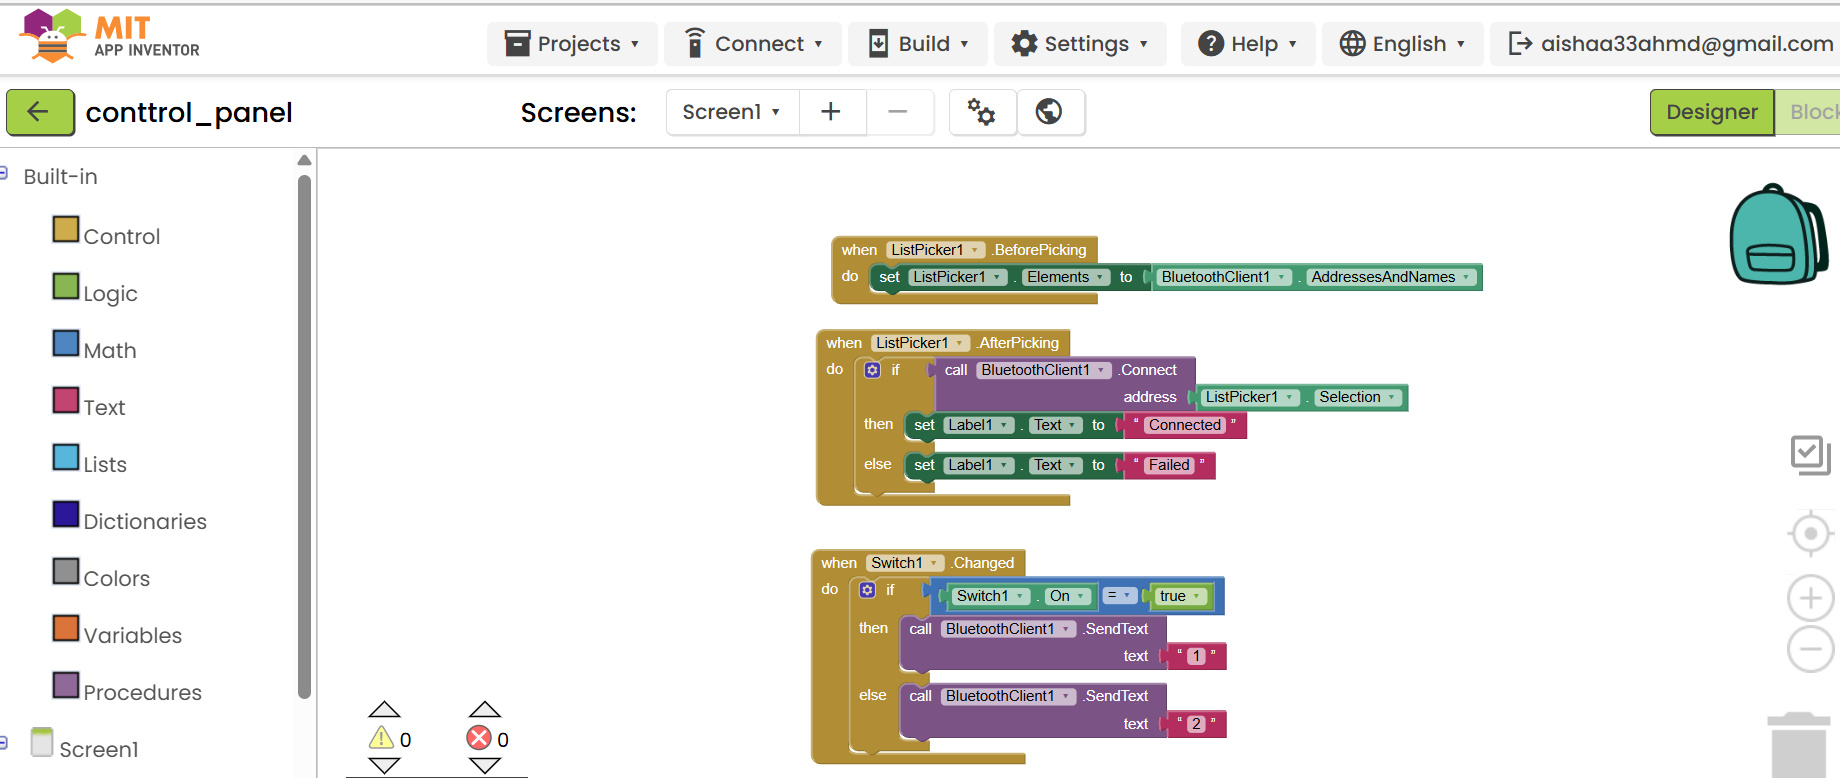 MIT
APP INVENTOR
Projects
Connect
Build
Settings
Help
English
aishaa33ahmd@gmail.com
conttrol_panel
Screens:
Screen1
Designer
Block
Built-in
Control
Logic
Math
Text
Lists
Dictionaries
Colors
Variables
Procedures
Screen1
when ListPicker1 .BeforePicking
do set ListPicker1 . Elements to BluetoothClient1 . AddressesAndNames
when ListPicker1 .AfterPicking
do if call BluetoothClient1 .Connect
address ListPicker1 . Selection
then set Label1 . Text to " Connected "
else set Label1 . Text to " Failed "
when Switch1 .Changed
do if Switch1 . On = true
then call BluetoothClient1 .SendText
text " 1 "
else call BluetoothClient1 .SendText
text " 2 "
0 0